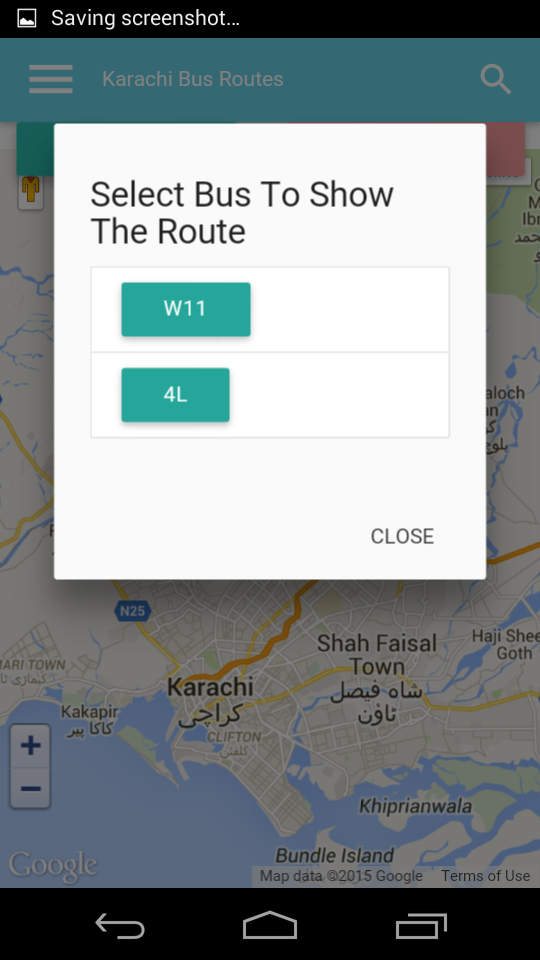 Saving screenshot...
Karachi Bus Routes
Select Bus To Show
The Route
W11
4L
CLOSE
N25
Shah Faisal
Town
شاہ فیصل
ٹاؤن
Haji Shee
Goth
ARI TOWN
Karachi
کراچی
Kakapir
کاکا پیر
CLIFTON
کلفٹن
Khiprianwala
Bundle Island
Google
Map data ©2015 Google
Terms of Use